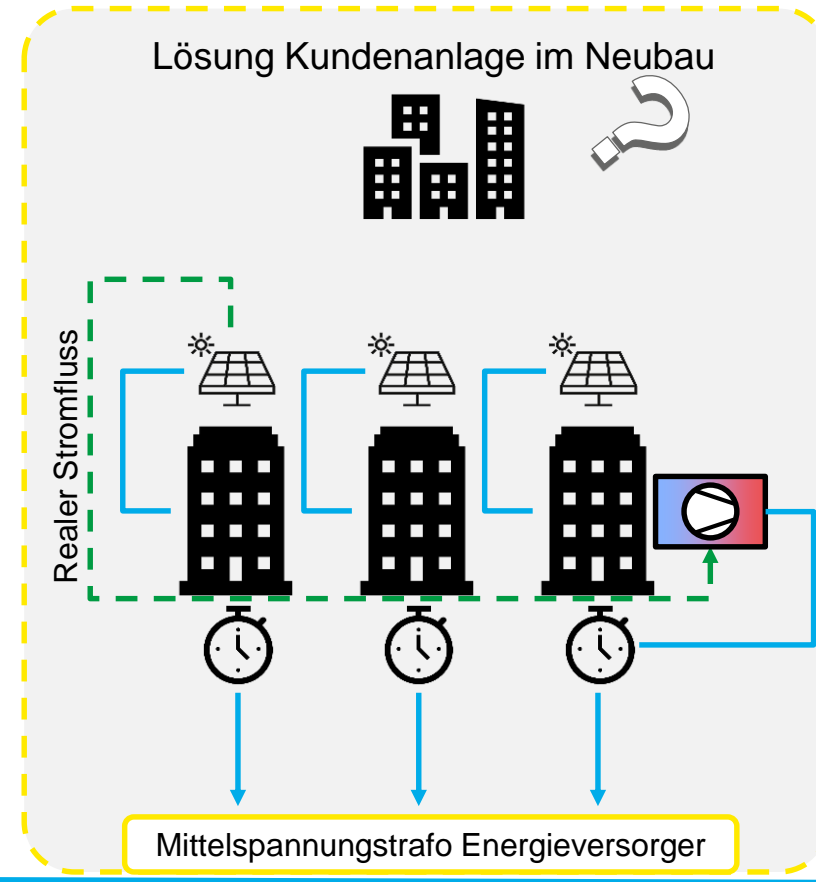 Lösung Kundenanlage im Neubau
Realer Stromfluss
Mittelspannungstrafo Energieversorger